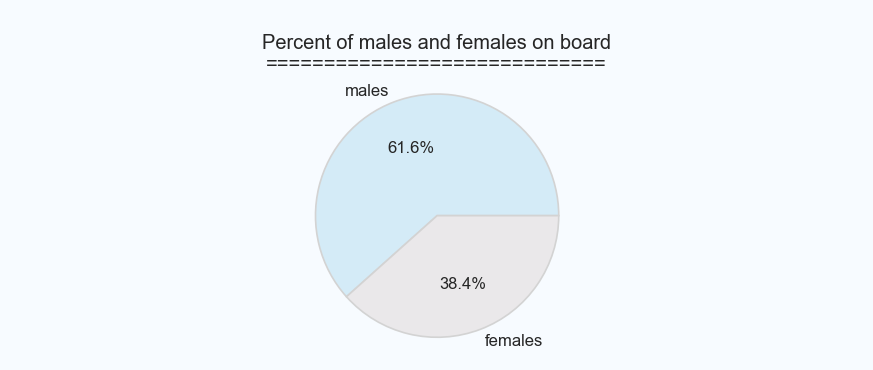 Percent of males and females on board
==============================
males
61.6%
38.4%
females